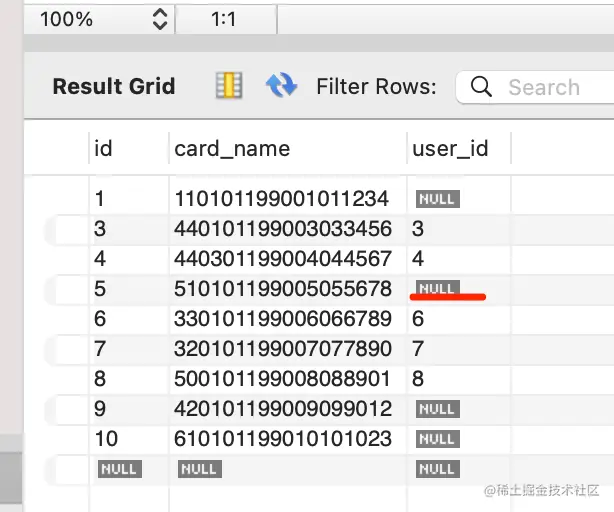 100% 1:1
Result Grid Filter Rows: Search
id card_name user_id
1 110101199001011234 NULL
3 440101199003033456 3
4 440301199004044567 4
5 510101199005055678 NULL
6 330101199006066789 6
7 320101199007077890 7
8 500101199008088901 8
9 420101199009099012 NULL
10 610101199010101023 NULL
NULL NULL NULL
@稀土掘金技术社区